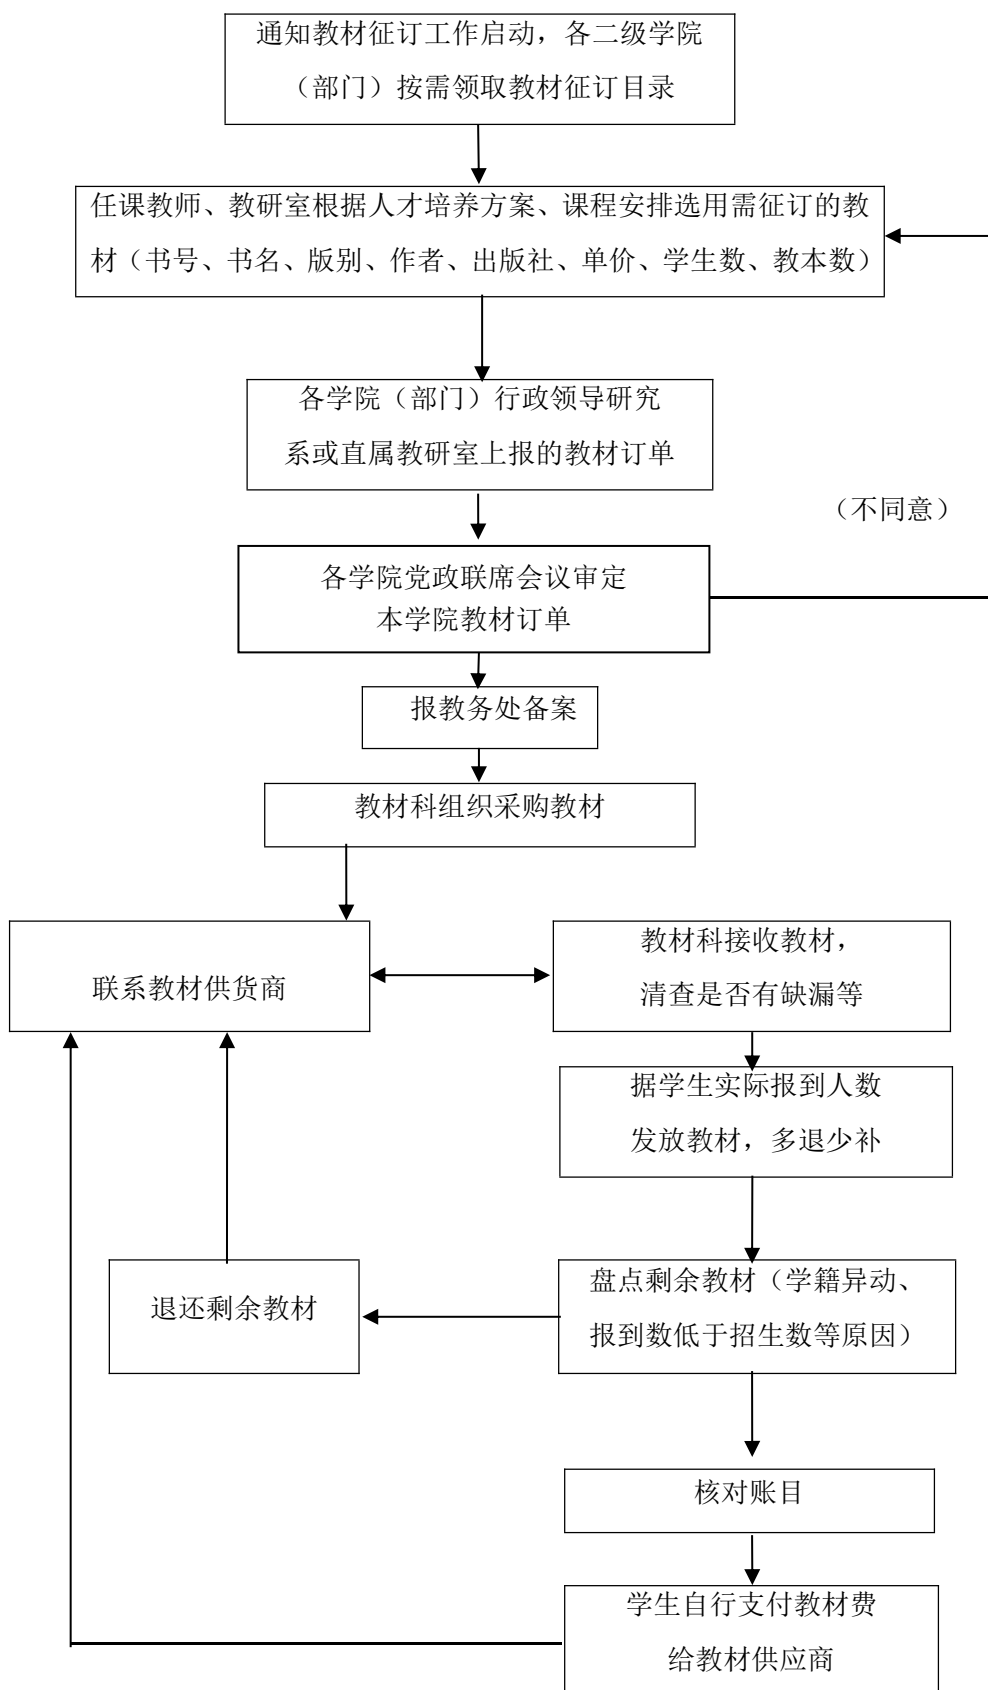 通知教材征订工作启动，各二级学院
（部门）按需领取教材征订目录
任课教师、教研室根据人才培养方案、课程安排选用需征订的教
材（书号、书名、版别、作者、出版社、单价、学生数、教本数）
各学院（部门）行政领导研究
系或直属教研室上报的教材订单
（不同意）
各学院党政联席会议审定
本学院教材订单
报教务处备案
教材科组织采购教材
联系教材供货商
教材科接收教材，
清查是否有缺漏等
据学生实际报到人数
发放教材，多退少补
退还剩余教材
盘点剩余教材（学籍异动、
报到数低于招生数等原因）
核对账目
学生自行支付教材费
给教材供应商